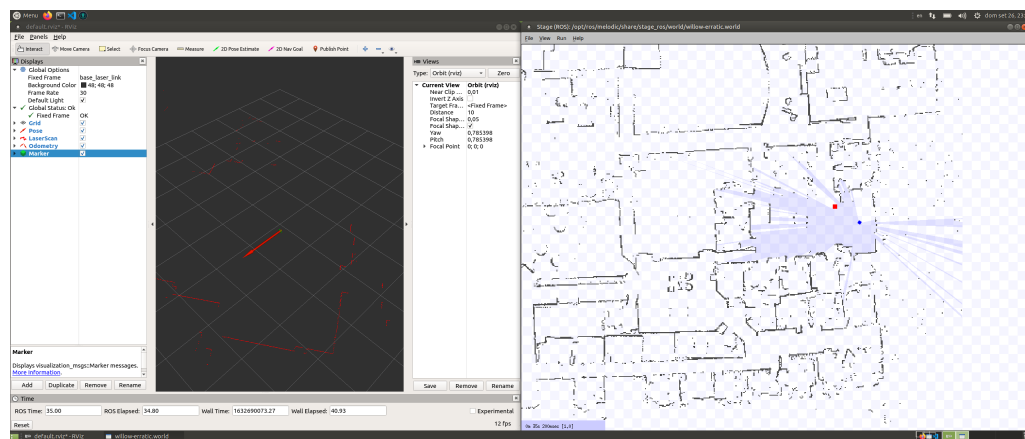 Menu
en
dom set 26, 23
default.rviz* - RViz
File Panels Help
Interact Move Camera Select Focus Camera Measure 2D Pose Estimate 2D Nav Goal Publish Point
Displays
Global Options
Fixed Frame base_laser_link
Background Color 48; 48; 48
Frame Rate 30
Default Light
Global Status: Ok
Fixed Frame OK
Grid
Pose
LaserScan
Odometry
Marker
Marker
Displays visualization_msgs::Marker messages.
More Information.
Add Duplicate Remove Rename
Views
Type: Orbit (rviz) Zero
Current View Orbit (rviz)
Near Clip ... 0,01
Invert Z Axis
Target Fra... <Fixed Frame>
Distance 10
Focal Shap... 0,05
Focal Shap...
Yaw 0,785398
Pitch 0,785398
Focal Point 0; 0; 0
Save Remove Rename
Time
ROS Time: 35.00 ROS Elapsed: 34.80 Wall Time: 1632690073.27 Wall Elapsed: 40.93 Experimental
Reset 12 fps
Stage (ROS): /opt/ros/melodic/share/stage_ros/world/willow-erratic.world
File View Run Help
default.rviz* - RViz willow-erratic.world